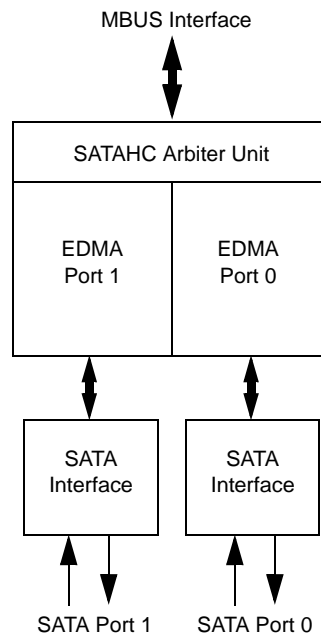 MBUS Interface
SATAHC Arbiter Unit
EDMA
Port 1
EDMA
Port 0
SATA
Interface
SATA
Interface
SATA Port 1
SATA Port 0